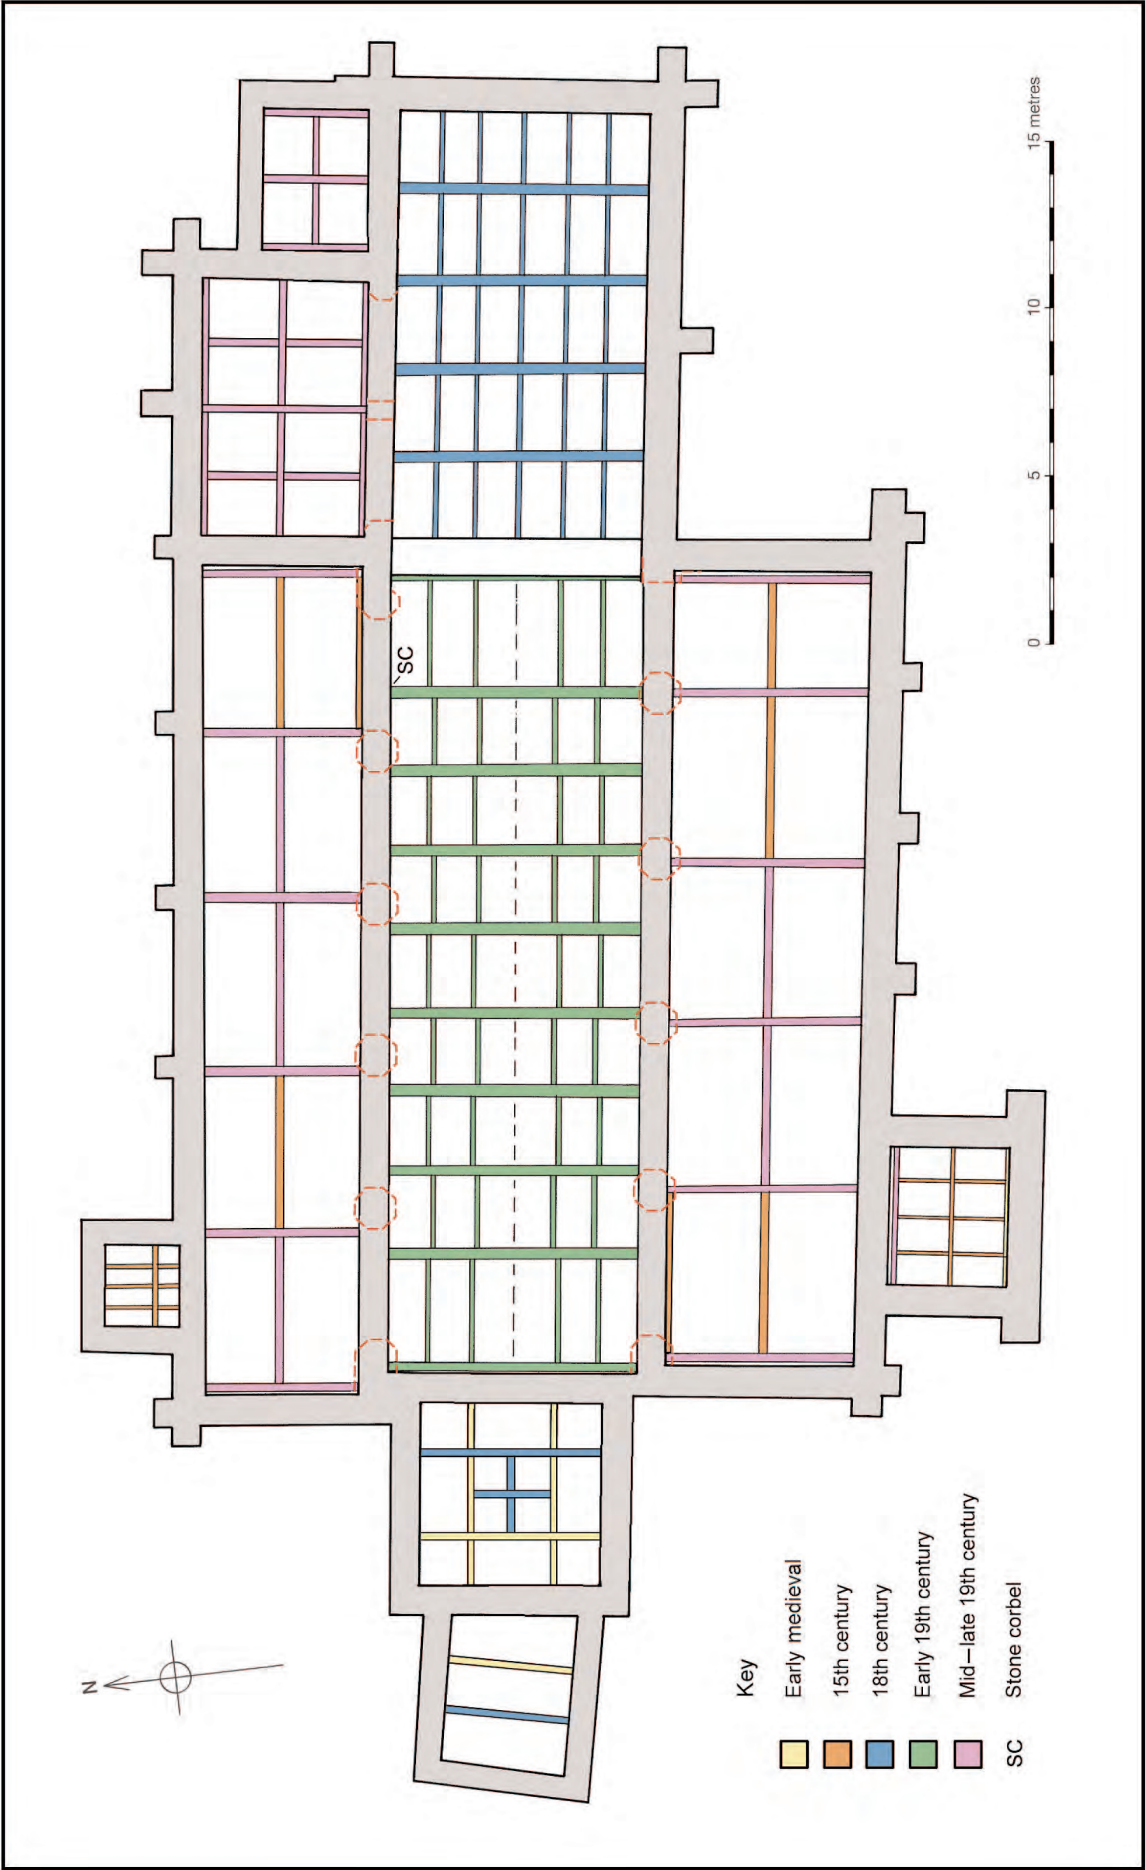 N
SC
15 metres
10
5
0
Key
Early medieval
15th century
18th century
Early 19th century
Mid–late 19th century
SC Stone corbel